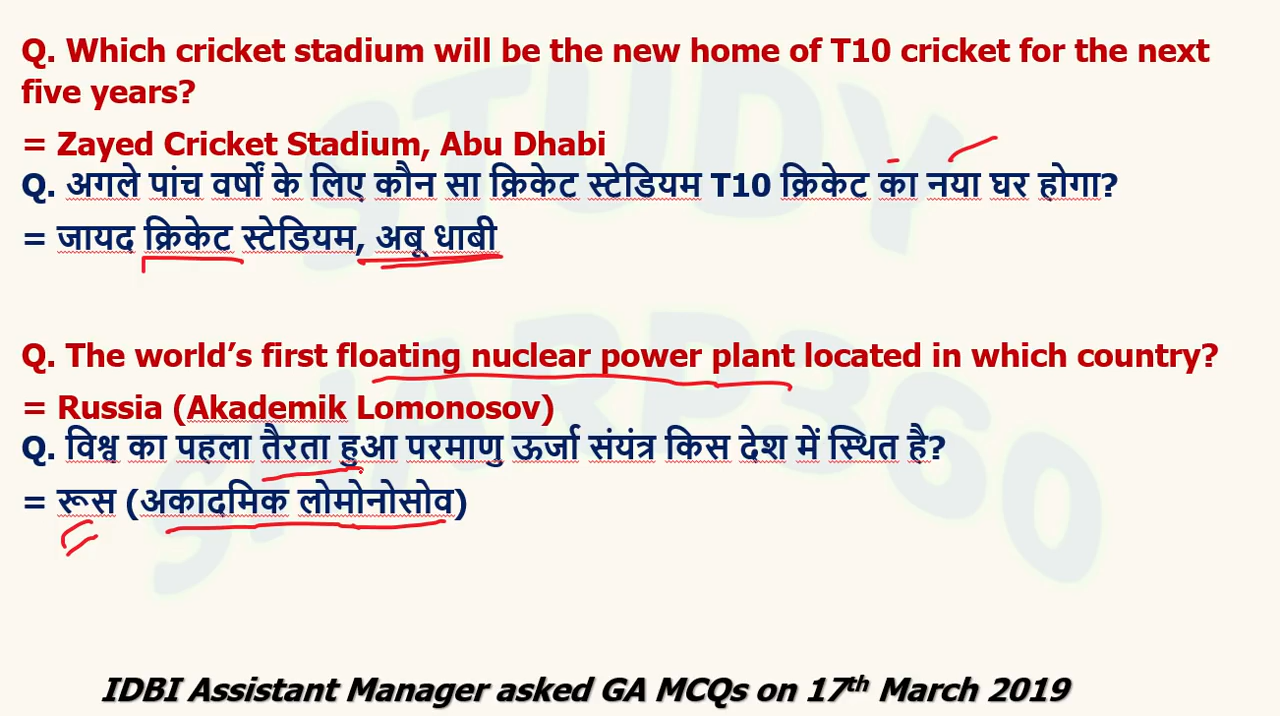 Q. Which cricket stadium will be the new home of T10 cricket for the next
five years?
= Zayed Cricket Stadium, Abu Dhabi
Q. अगले पांच वर्षों के लिए कौन सा क्रिकेट स्टेडियम T10 क्रिकेट का नया घर होगा?
= जायद क्रिकेट स्टेडियम, अबू धाबी
Q. The world’s first floating nuclear power plant located in which country?
= Russia (Akademik Lomonosov)
Q. विश्व का पहला तैरता हुआ परमाणु ऊर्जा संयंत्र किस देश में स्थित है?
= रूस (अकादमिक लोमोनोसोव)
STUDY
SHARP360
IDBI Assistant Manager asked GA MCQs on 17th March 2019